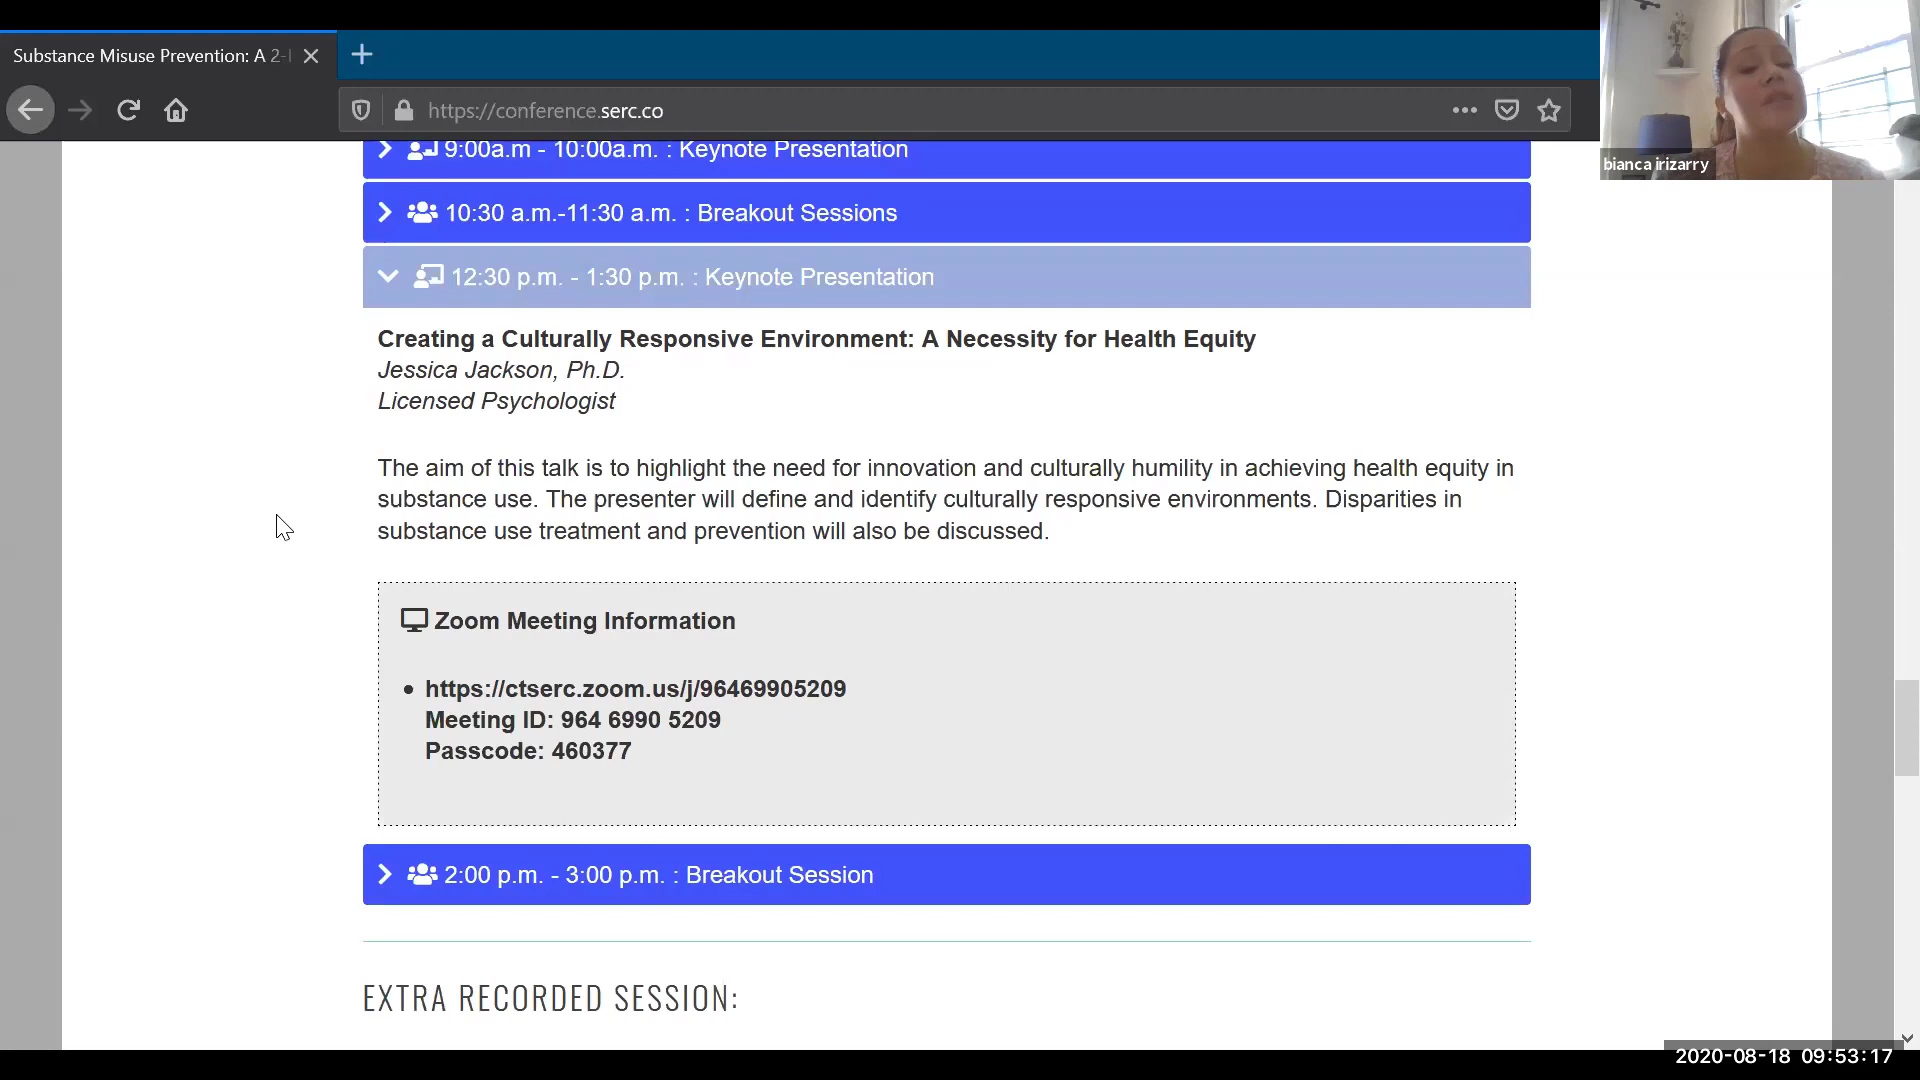 Substance Misuse Prevention: A 2-
https://conference.serc.co
bianca irizarry
9:00a.m - 10:00a.m. : Keynote Presentation
10:30 a.m.-11:30 a.m. : Breakout Sessions
12:30 p.m. - 1:30 p.m. : Keynote Presentation
Creating a Culturally Responsive Environment: A Necessity for Health Equity
Jessica Jackson, Ph.D.
Licensed Psychologist
The aim of this talk is to highlight the need for innovation and culturally humility in achieving health equity in
substance use. The presenter will define and identify culturally responsive environments. Disparities in
substance use treatment and prevention will also be discussed.
Zoom Meeting Information
https://ctserc.zoom.us/j/96469905209
Meeting ID: 964 6990 5209
Passcode: 460377
2:00 p.m. - 3:00 p.m. : Breakout Session
EXTRA RECORDED SESSION:
2020-08-18 09:53:17